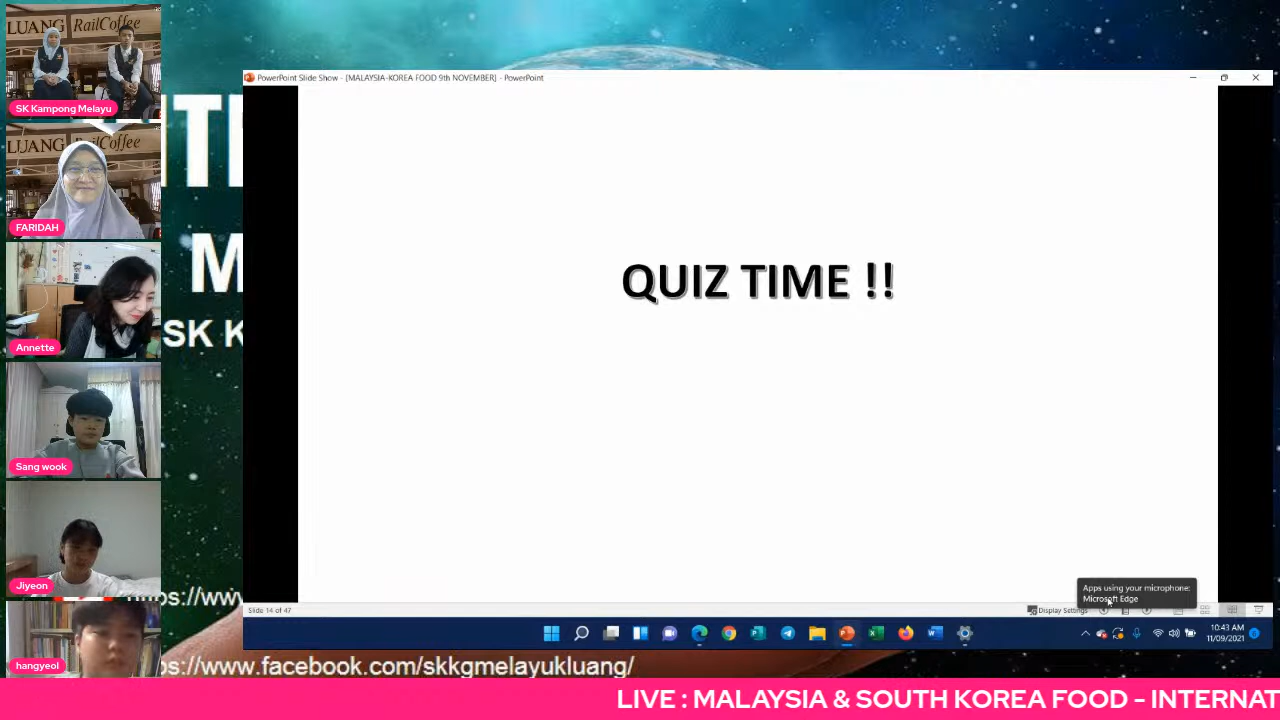 LUANG RailCoffee
SK Kampong Melayu
LUANG RailCoffee
FARIDAH
Annette
Sang wook
Jiyeon
hangyeol
M
SK K
PowerPoint Slide Show - [MALAYSIA-KOREA FOOD 9th NOVEMBER] - PowerPoint
QUIZ TIME !!
Apps using your microphone:
Microsoft Edge
Slide 14 of 47
Display Settings
10:43 AM
11/09/2021
ps://www.facebook.com/skkgmelayukluang/
LIVE : MALAYSIA & SOUTH KOREA FOOD - INTERNAT